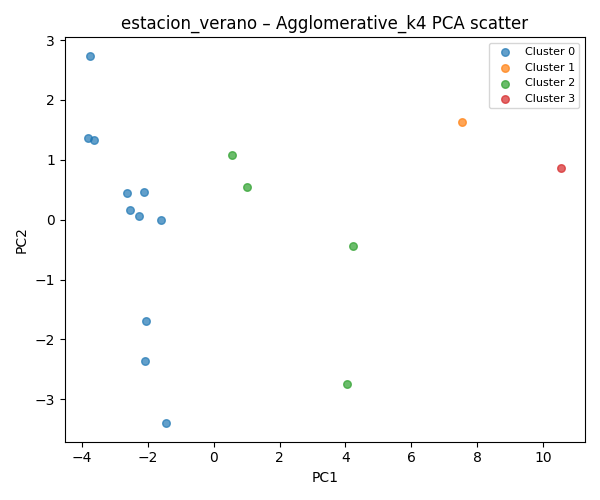 estacion_verano – Agglomerative_k4 PCA scatter
Cluster 0
Cluster 1
Cluster 2
Cluster 3
PC2
3
2
1
0
−1
−2
−3
−4
−2
0
2
4
6
8
10
PC1